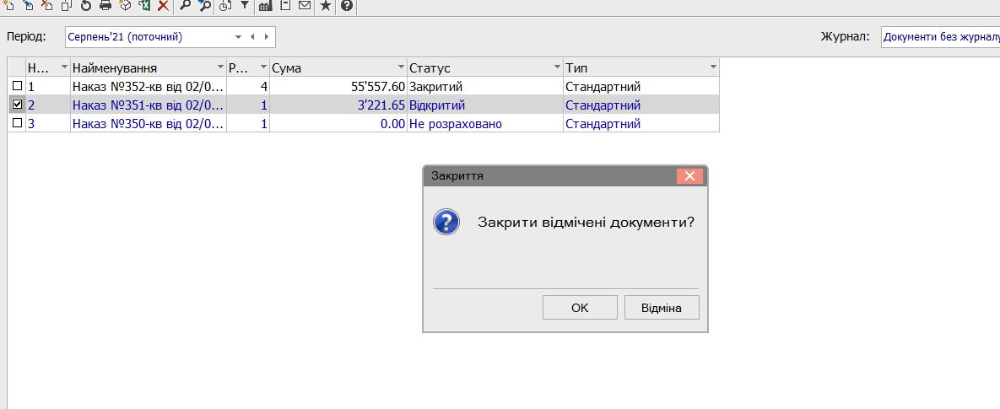 Період: Серпень'21 (поточний) Журнал: Документи без журналу
Н... Найменування Р... Сума Статус Тип
1 Наказ №352-кв від 02/0... 4 55'557.60 Закритий Стандартний
2 Наказ №351-кв від 02/0... 1 3'221.65 Відкритий Стандартний
3 Наказ №350-кв від 02/0... 1 0.00 Не розраховано Стандартний
Закриття
Закрити відмічені документи?
OK Відміна